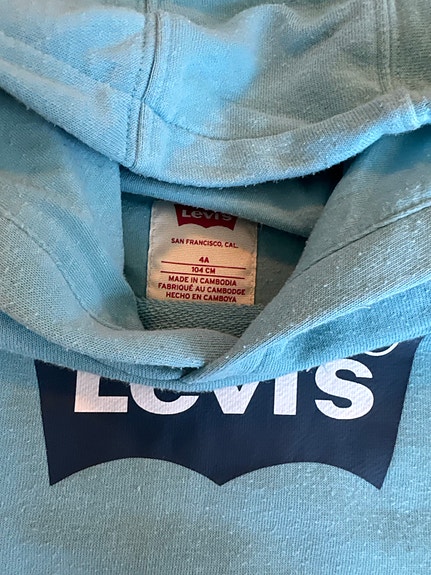 Levi's
SAN FRANCISCO, CAL.
4A
104 CM
MADE IN CAMBODIA
FABRIQUÉ AU CAMBODGE
HECHO EN CAMBOYA
LEVI'S
®